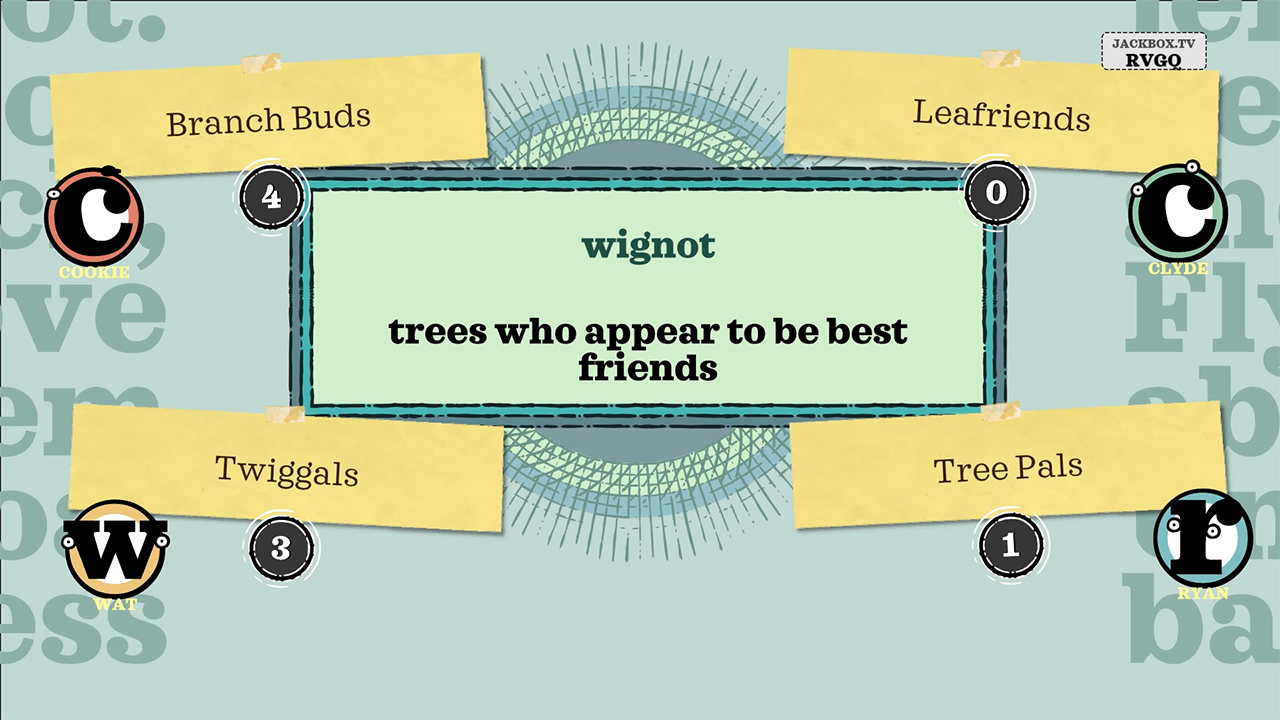 JACKBOX.TV
RVGQ
Branch Buds
Leafriends
4
0
COOKIE
CLYDE
wignot
trees who appear to be best
friends
Twiggals
Tree Pals
3
1
WAT
RYAN